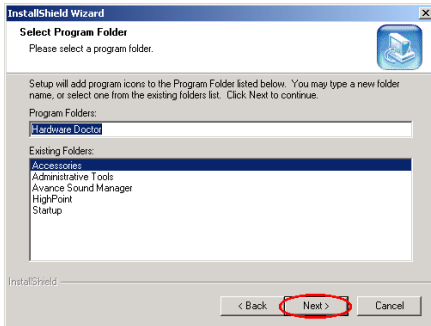 InstallShield Wizard
Select Program Folder
Please select a program folder.
Setup will add program icons to the Program Folder listed below. You may type a new folder
name, or select one from the existing folders list. Click Next to continue.
Program Folders:
Hardware Doctor
Existing Folders:
Accessories
Administrative Tools
Avance Sound Manager
HighPoint
Startup
InstallShield
< Back Next > Cancel